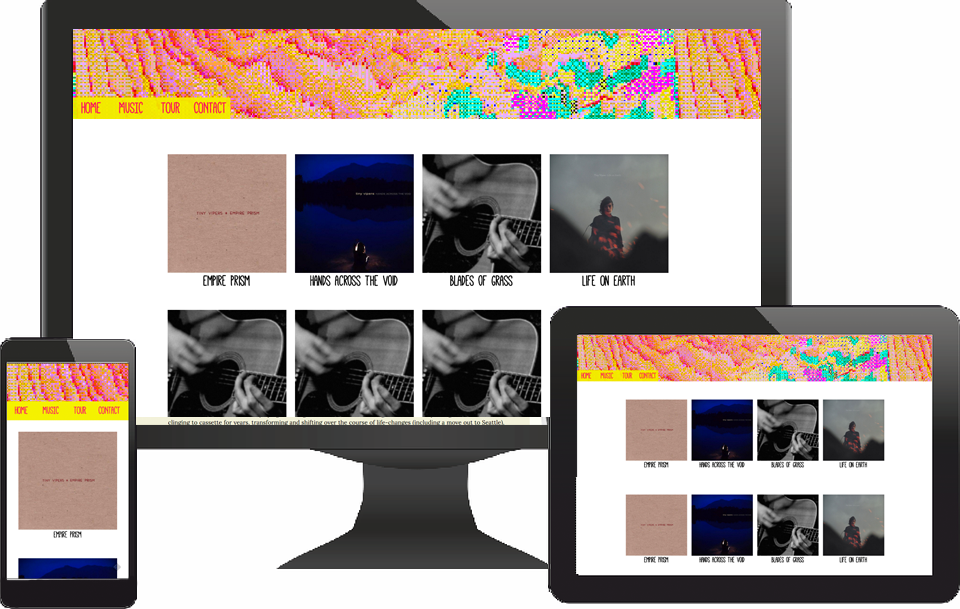 HOME MUSIC TOUR CONTACT
EMPIRE PRISM
HANDS ACROSS THE VOID
BLADES OF GRASS
LIFE ON EARTH
clinging to cassette for years, transforming and shifting over the course of life-changes (including a move out to Seattle).
HOME MUSIC TOUR CONTACT
EMPIRE PRISM
HOME MUSIC TOUR CONTACT
EMPIRE PRISM
HANDS ACROSS THE VOID
BLADES OF GRASS
LIFE ON EARTH
EMPIRE PRISM
HANDS ACROSS THE VOID
BLADES OF GRASS
LIFE ON EARTH